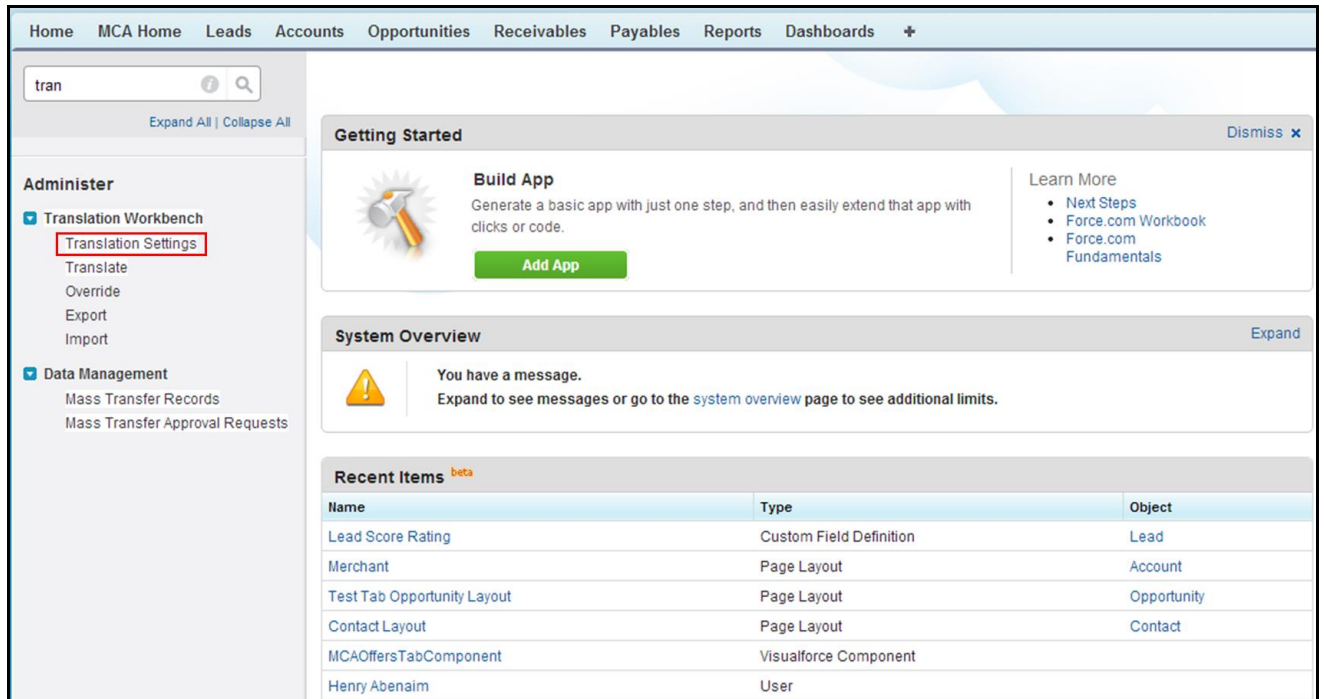 Home MCA Home Leads Accounts Opportunities Receivables Payables Reports Dashboards +
tran
Expand All | Collapse All
Administer
Translation Workbench
Translation Settings
Translate
Override
Export
Import
Data Management
Mass Transfer Records
Mass Transfer Approval Requests
Getting Started Dismiss x
Build App
Generate a basic app with just one step, and then easily extend that app with
clicks or code.
Add App
Learn More
• Next Steps
• Force.com Workbook
• Force.com
Fundamentals
System Overview Expand
You have a message.
Expand to see messages or go to the system overview page to see additional limits.
Recent Items beta
Name Type Object
Lead Score Rating Custom Field Definition Lead
Merchant Page Layout Account
Test Tab Opportunity Layout Page Layout Opportunity
Contact Layout Page Layout Contact
MCAOffersTabComponent Visualforce Component
Henry Abenaim User